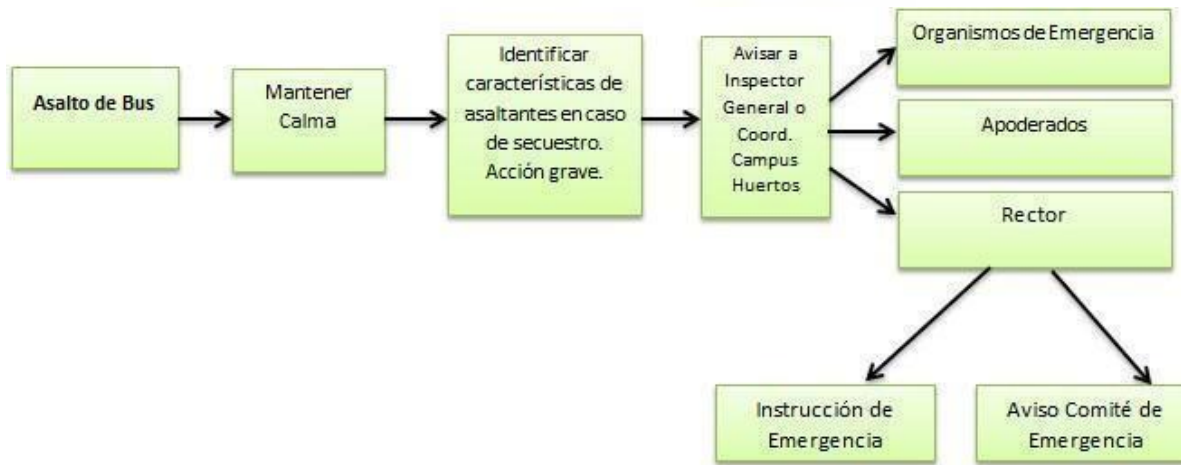 Asalto de Bus
Mantener
Calma
Identificar
características de
asaltantes en caso
de secuestro.
Acción grave.
Avisar a
Inspector
General o
Coord.
Campus
Huertos
Organismos de Emergencia
Apoderados
Rector
Instrucción de
Emergencia
Aviso Comité de
Emergencia